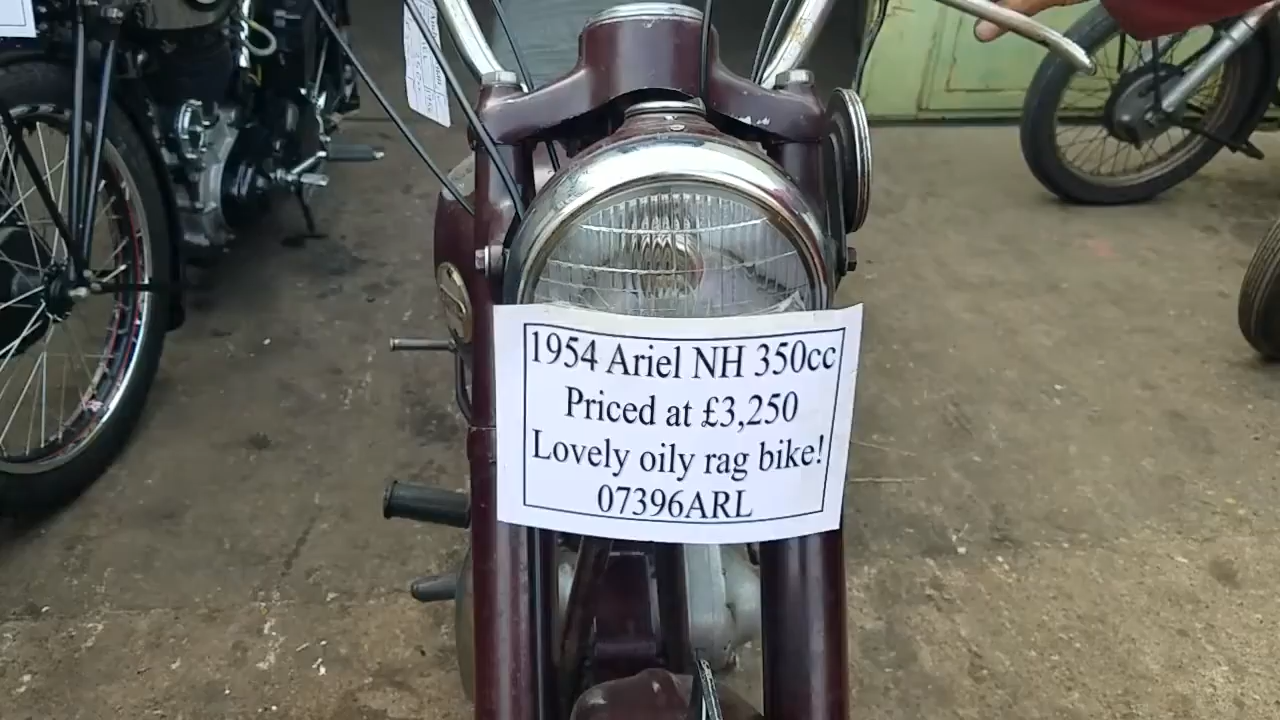 1954 Ariel NH 350cc
Priced at £3,250
Lovely oily rag bike!
07396ARL